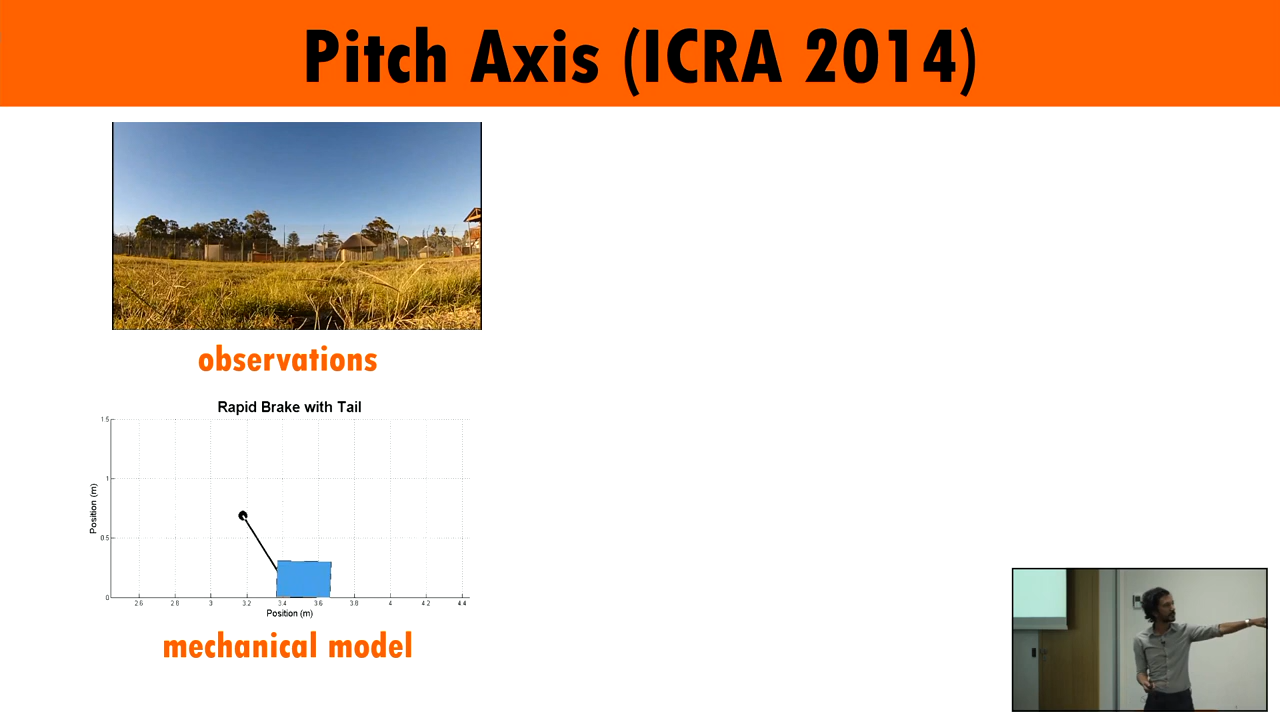 Pitch Axis (ICRA 2014)
observations
Rapid Brake with Tail
Position (m)
1.5
1
0.5
0
2.6 2.8 3 3.2 3.4 3.6 3.8 4 4.2 4.4
Position (m)
mechanical model